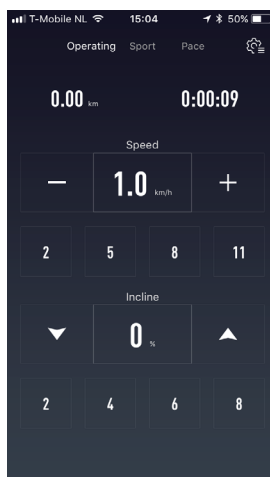 T-Mobile NL 15:04 50%
Operating Sport Pace
0.00 km 0:00:09
Speed
− 1.0 km/h +
2 5 8 11
Incline
0 %
2 4 6 8